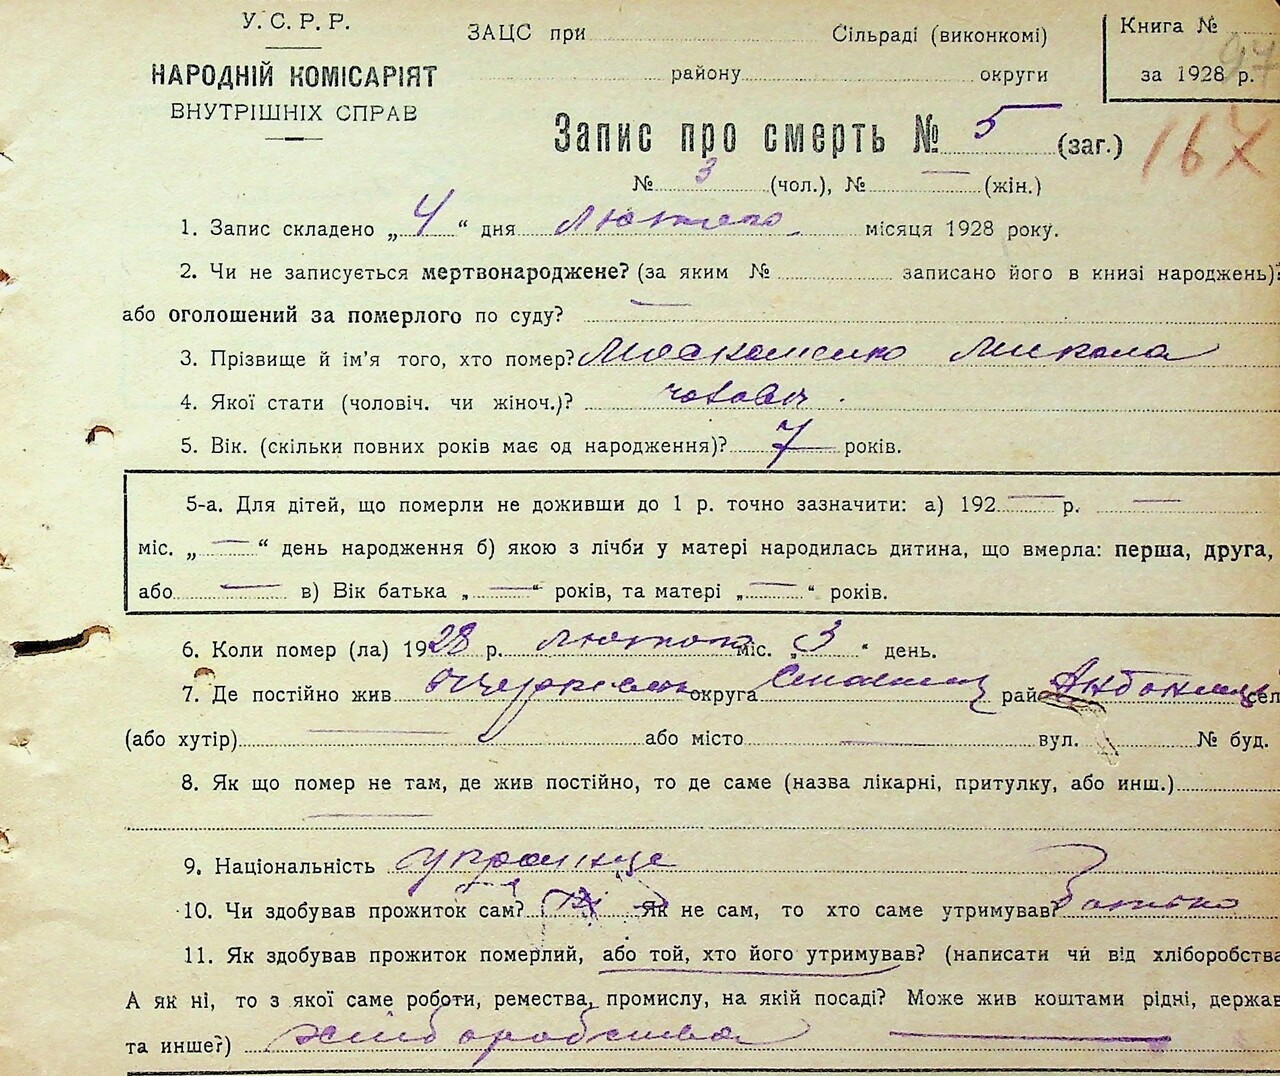 У.С.Р.Р.
НАРОДНІЙ КОМІСАРІЯТ
ВНУТРІШНІХ СПРАВ
ЗАЦС при Сільраді (виконкомі)
району округи
Книга № 97
за 1928 р.
Запис про смерть № 5 (заг.) 167
№ 3 (чол.), № — (жін.)
1. Запис складено „4“ дня лютого місяця 1928 року.
2. Чи не записується мертвонароджене? (за яким № записано його в книзі народжень)?
або оголошений за померлого по суду? —
3. Прізвище й ім'я того, хто помер? Москаленко Микола
4. Якої стати (чоловіч. чи жіноч.)? чоловіч.
5. Вік. (скільки повних років має од народження)? 7 років.
5-а. Для дітей, що померли не доживши до 1 р. точно зазначити: а) 192 — р. —
міс. „—“ день народження б) якою з лічби у матері народилась дитина, що вмерла: перша, друга,
або — в) Вік батька „—“ років, та матері „—“ років.
6. Коли помер (ла) 1928 р. лютого міс. „3“ день.
7. Де постійно жив округа рай сел
(або хутір) — або місто — вул. № буд.
8. Як що помер не там, де жив постійно, то де саме (назва лікарні, притулку, або инш.)
—
9. Національність українце
10. Чи здобував прожиток сам? ні Як не сам, то хто саме утримував? батько
11. Як здобував прожиток померлий, або той, хто його утримував? (написати чи від хліборобства
А як ні, то з якої саме роботи, ремества, промислу, на якій посаді? Може жив коштами рідні, держав
та инше?) хліборобства —